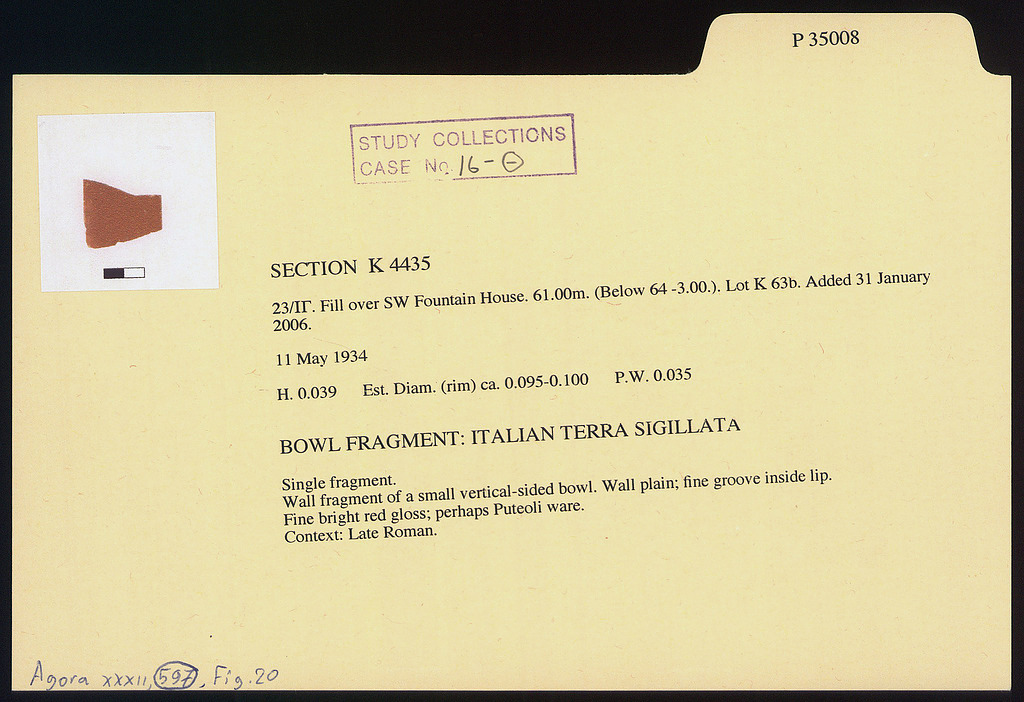 P 35008
STUDY COLLECTIONS
CASE No. 16-Θ
SECTION K 4435
23/ΙΓ. Fill over SW Fountain House. 61.00m. (Below 64 -3.00.). Lot K 63b. Added 31 January
2006.
11 May 1934
H. 0.039 Est. Diam. (rim) ca. 0.095-0.100 P.W. 0.035
BOWL FRAGMENT: ITALIAN TERRA SIGILLATA
Single fragment.
Wall fragment of a small vertical-sided bowl. Wall plain; fine groove inside lip.
Fine bright red gloss; perhaps Puteoli ware.
Context: Late Roman.
Agora XXXII, 597, Fig. 20